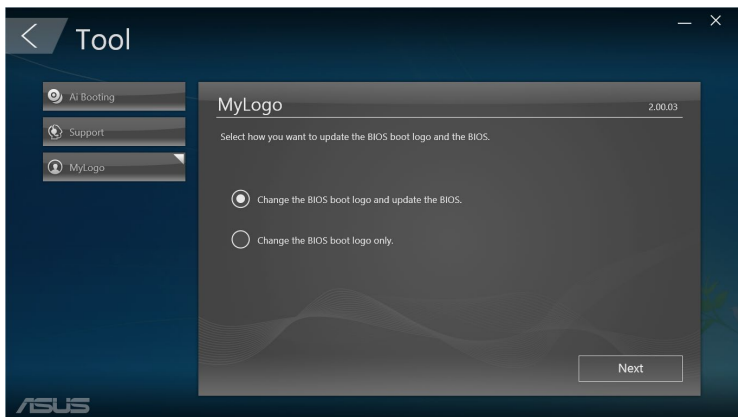 Tool
Ai Booting
Support
MyLogo
MyLogo
2.00.03
Select how you want to update the BIOS boot logo and the BIOS.
Change the BIOS boot logo and update the BIOS.
Change the BIOS boot logo only.
Next
ASUS